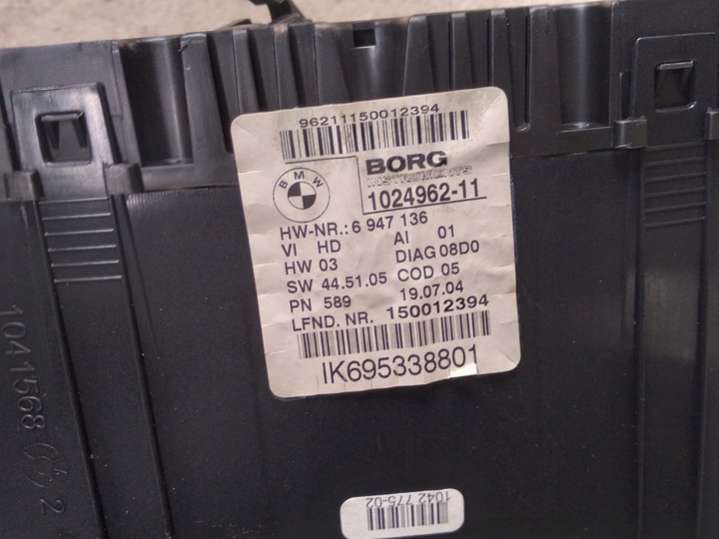 96211150012394
BMW
BORG
INSTRUMENTS
1024962-11
HW-NR.: 6 947 136
VI HD AI 01
HW 03 DIAG 08D0
SW 44.51.05 COD 05
PN 589 19.07.04
LFND. NR. 150012394
IK695338801
1041568
2
1042 775-02